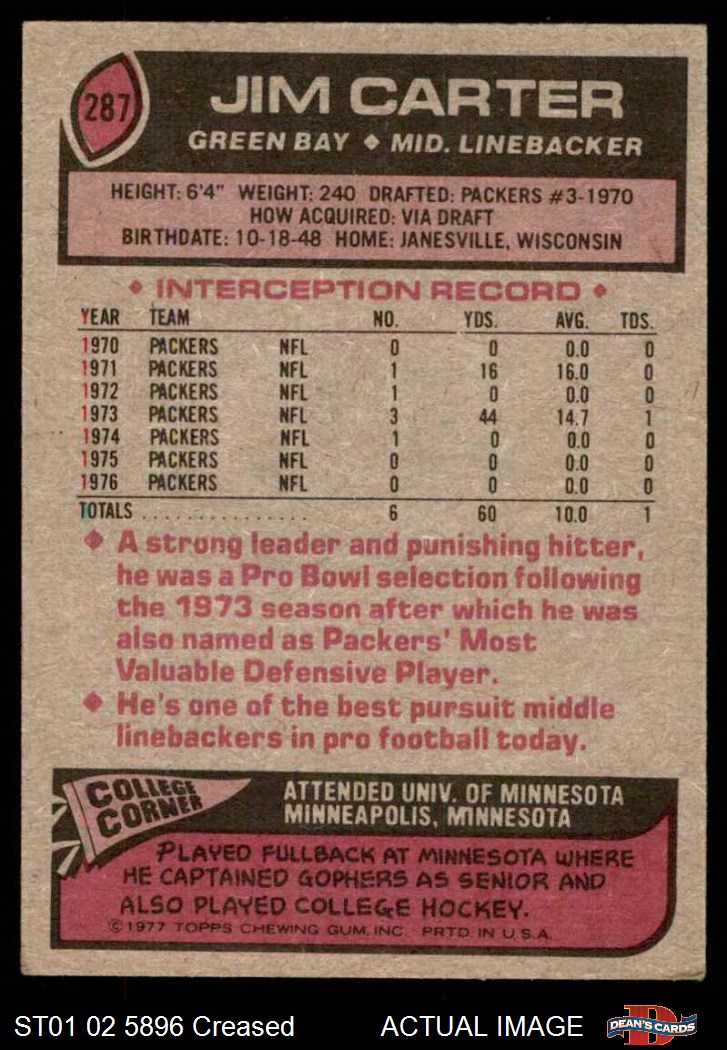 287
JIM CARTER
GREEN BAY ◆ MID. LINEBACKER
HEIGHT: 6'4" WEIGHT: 240 DRAFTED: PACKERS #3-1970
HOW ACQUIRED: VIA DRAFT
BIRTHDATE: 10-18-48 HOME: JANESVILLE, WISCONSIN
◆ INTERCEPTION RECORD ◆
YEAR TEAM NO. YDS. AVG. TDS.
1970 PACKERS NFL 0 0 0.0 0
1971 PACKERS NFL 1 16 16.0 0
1972 PACKERS NFL 1 0 0.0 0
1973 PACKERS NFL 3 44 14.7 1
1974 PACKERS NFL 1 0 0.0 0
1975 PACKERS NFL 0 0 0.0 0
1976 PACKERS NFL 0 0 0.0 0
TOTALS ................ 6 60 10.0 1
◆ A strong leader and punishing hitter,
he was a Pro Bowl selection following
the 1973 season after which he was
also named as Packers' Most
Valuable Defensive Player.
◆ He's one of the best pursuit middle
linebackers in pro football today.
COLLEGE
CORNER
ATTENDED UNIV. OF MINNESOTA
MINNEAPOLIS, MINNESOTA
PLAYED FULLBACK AT MINNESOTA WHERE
HE CAPTAINED GOPHERS AS SENIOR AND
ALSO PLAYED COLLEGE HOCKEY.
©1977 TOPPS CHEWING GUM, INC. PRTD. IN U.S.A.
ST01 02 5896 Creased
ACTUAL IMAGE
D
DEAN'S CARDS